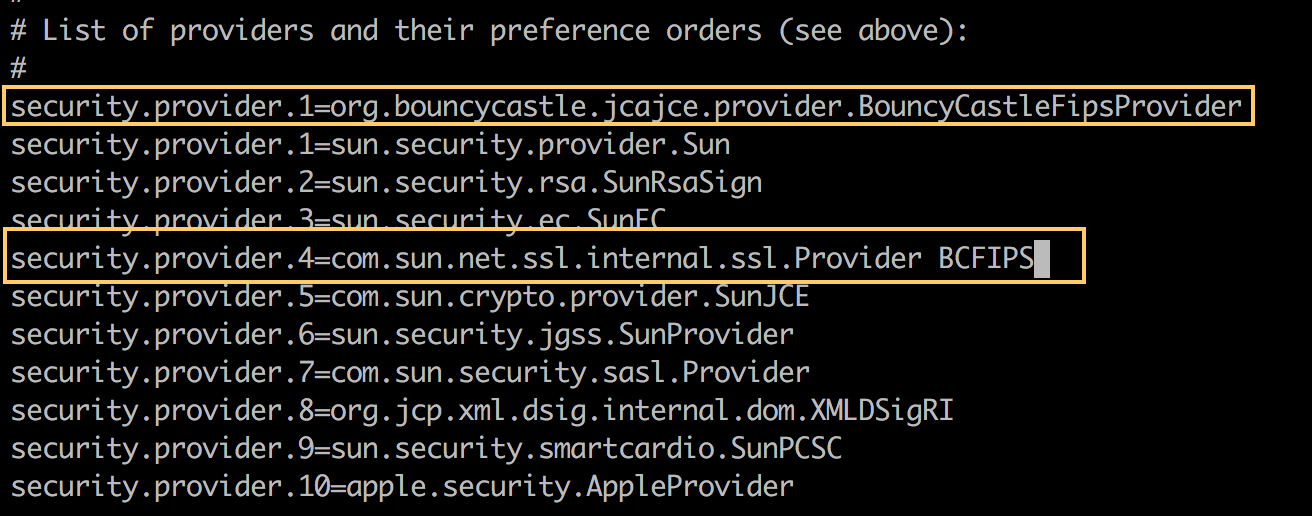 #
# List of providers and their preference orders (see above):
#
security.provider.1=org.bouncycastle.jcajce.provider.BouncyCastleFipsProvider
security.provider.1=sun.security.provider.Sun
security.provider.2=sun.security.rsa.SunRsaSign
security.provider.3=sun.security.ec.SunEC
security.provider.4=com.sun.net.ssl.internal.ssl.Provider BCFIPS
security.provider.5=com.sun.crypto.provider.SunJCE
security.provider.6=sun.security.jgss.SunProvider
security.provider.7=com.sun.security.sasl.Provider
security.provider.8=org.jcp.xml.dsig.internal.dom.XMLDSigRI
security.provider.9=sun.security.smartcardio.SunPCSC
security.provider.10=apple.security.AppleProvider